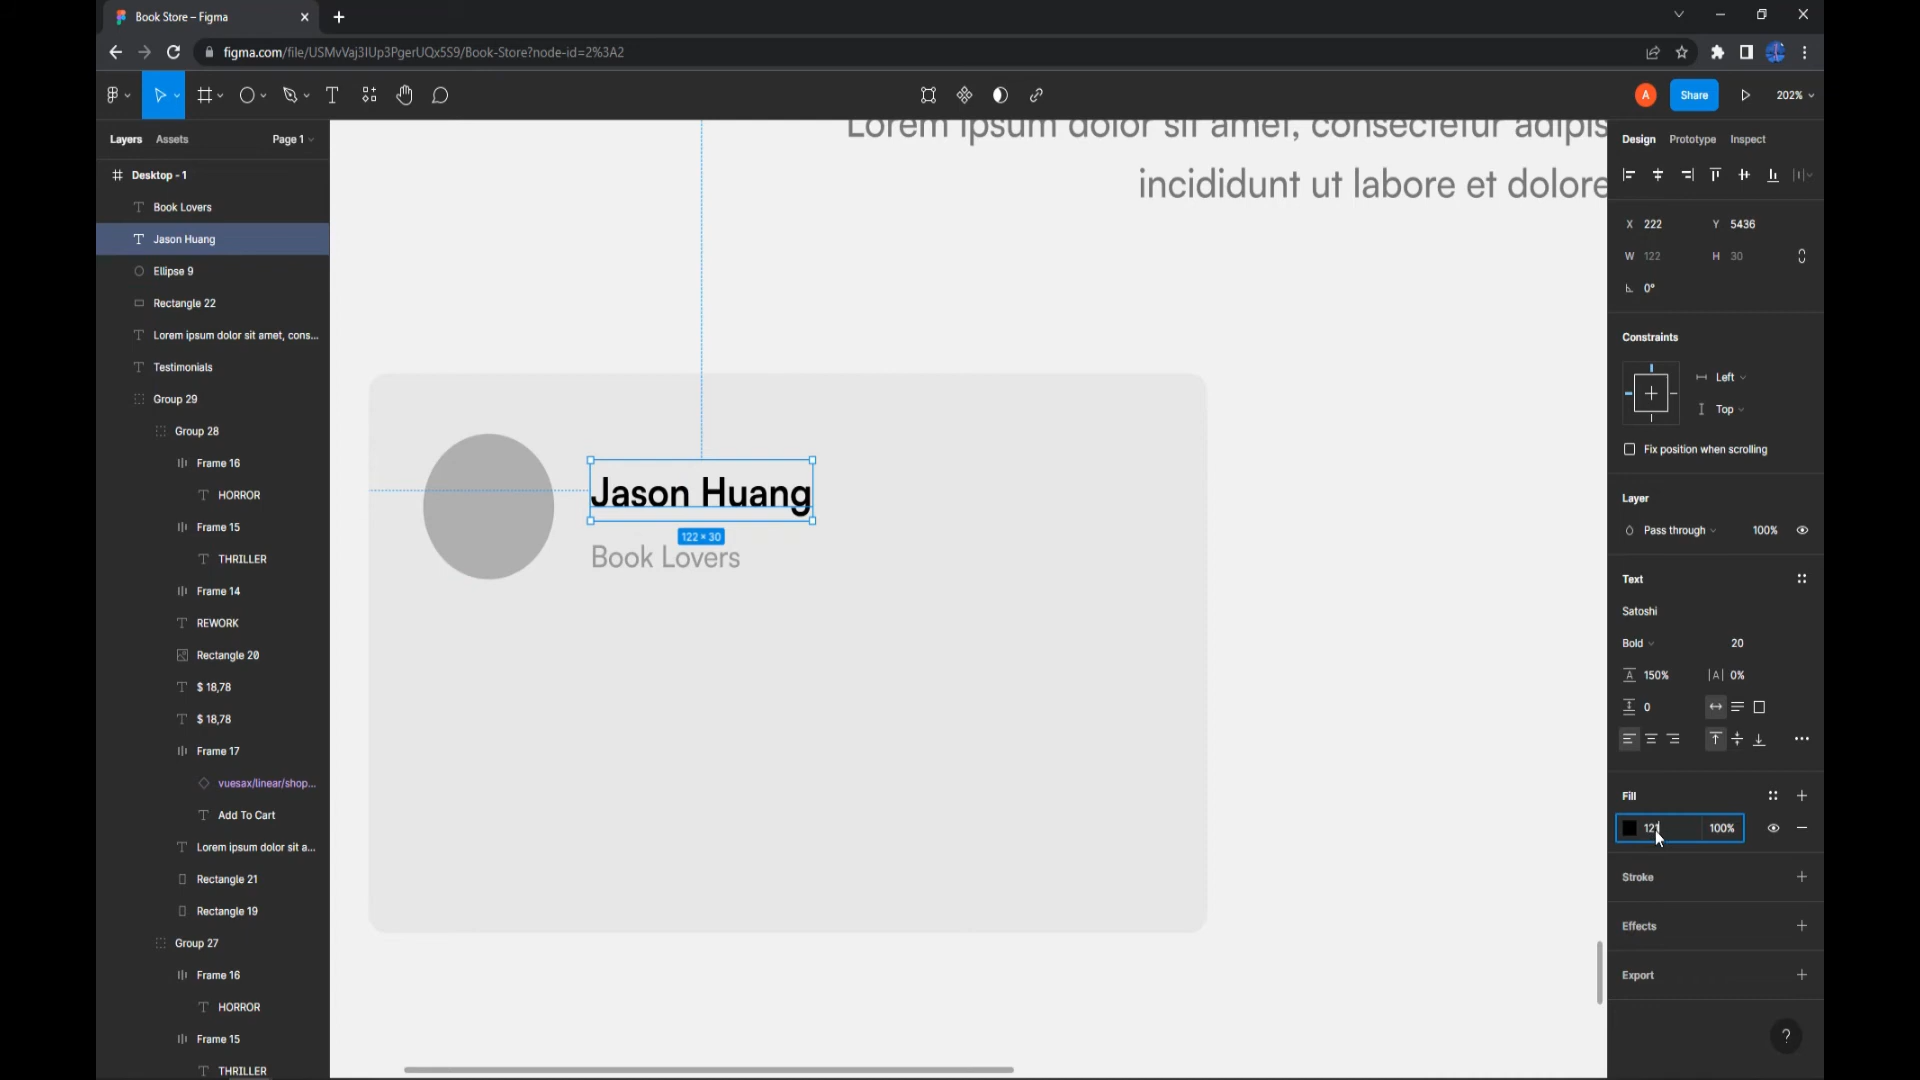 Book Store – Figma
figma.com/file/USMvVaj3IUp3PgerUQx5S9/Book-Store?node-id=2%3A2
A
Share
202%
Layers
Assets
Page 1
Desktop - 1
Book Lovers
Jason Huang
Ellipse 9
Rectangle 22
Lorem ipsum dolor sit amet, cons...
Testimonials
Group 29
Group 28
Frame 16
HORROR
Frame 15
THRILLER
Frame 14
REWORK
Rectangle 20
$ 18,78
$ 18,78
Frame 17
vuesax/linear/shop...
Add To Cart
Lorem ipsum dolor sit a...
Rectangle 21
Rectangle 19
Group 27
Frame 16
HORROR
Frame 15
THRILLER
Lorem ipsum dolor sit amet, consectetur adipis
incididunt ut labore et dolore
Jason Huang
122 × 30
Book Lovers
Design
Prototype
Inspect
X 222
Y 5436
W 122
H 30
0°
Constraints
Left
Top
Fix position when scrolling
Layer
Pass through
100%
Text
Satoshi
Bold
20
150%
|A| 0%
0
Fill
121
100%
Stroke
Effects
Export
?